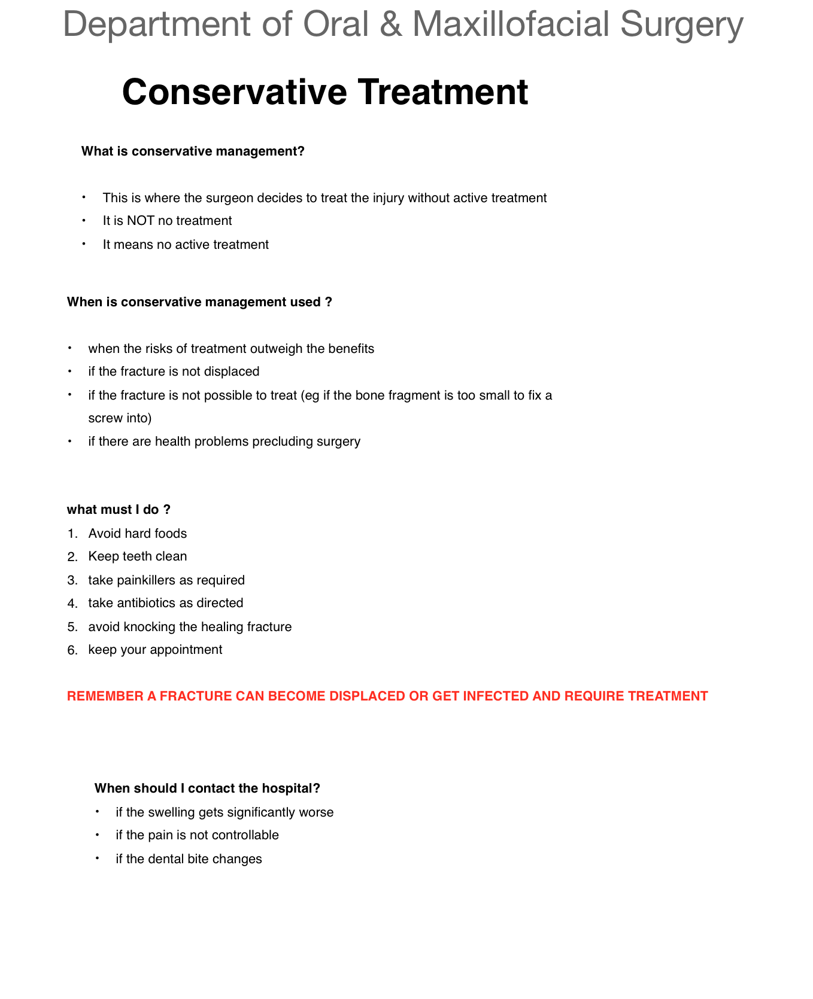 Department of Oral & Maxillofacial Surgery
Conservative Treatment
What is conservative management?
• This is where the surgeon decides to treat the injury without active treatment
• It is NOT no treatment
• It means no active treatment
When is conservative management used ?
• when the risks of treatment outweigh the benefits
• if the fracture is not displaced
• if the fracture is not possible to treat (eg if the bone fragment is too small to fix a
screw into)
• if there are health problems precluding surgery
what must I do ?
1. Avoid hard foods
2. Keep teeth clean
3. take painkillers as required
4. take antibiotics as directed
5. avoid knocking the healing fracture
6. keep your appointment
REMEMBER A FRACTURE CAN BECOME DISPLACED OR GET INFECTED AND REQUIRE TREATMENT
When should I contact the hospital?
• if the swelling gets significantly worse
• if the pain is not controllable
• if the dental bite changes